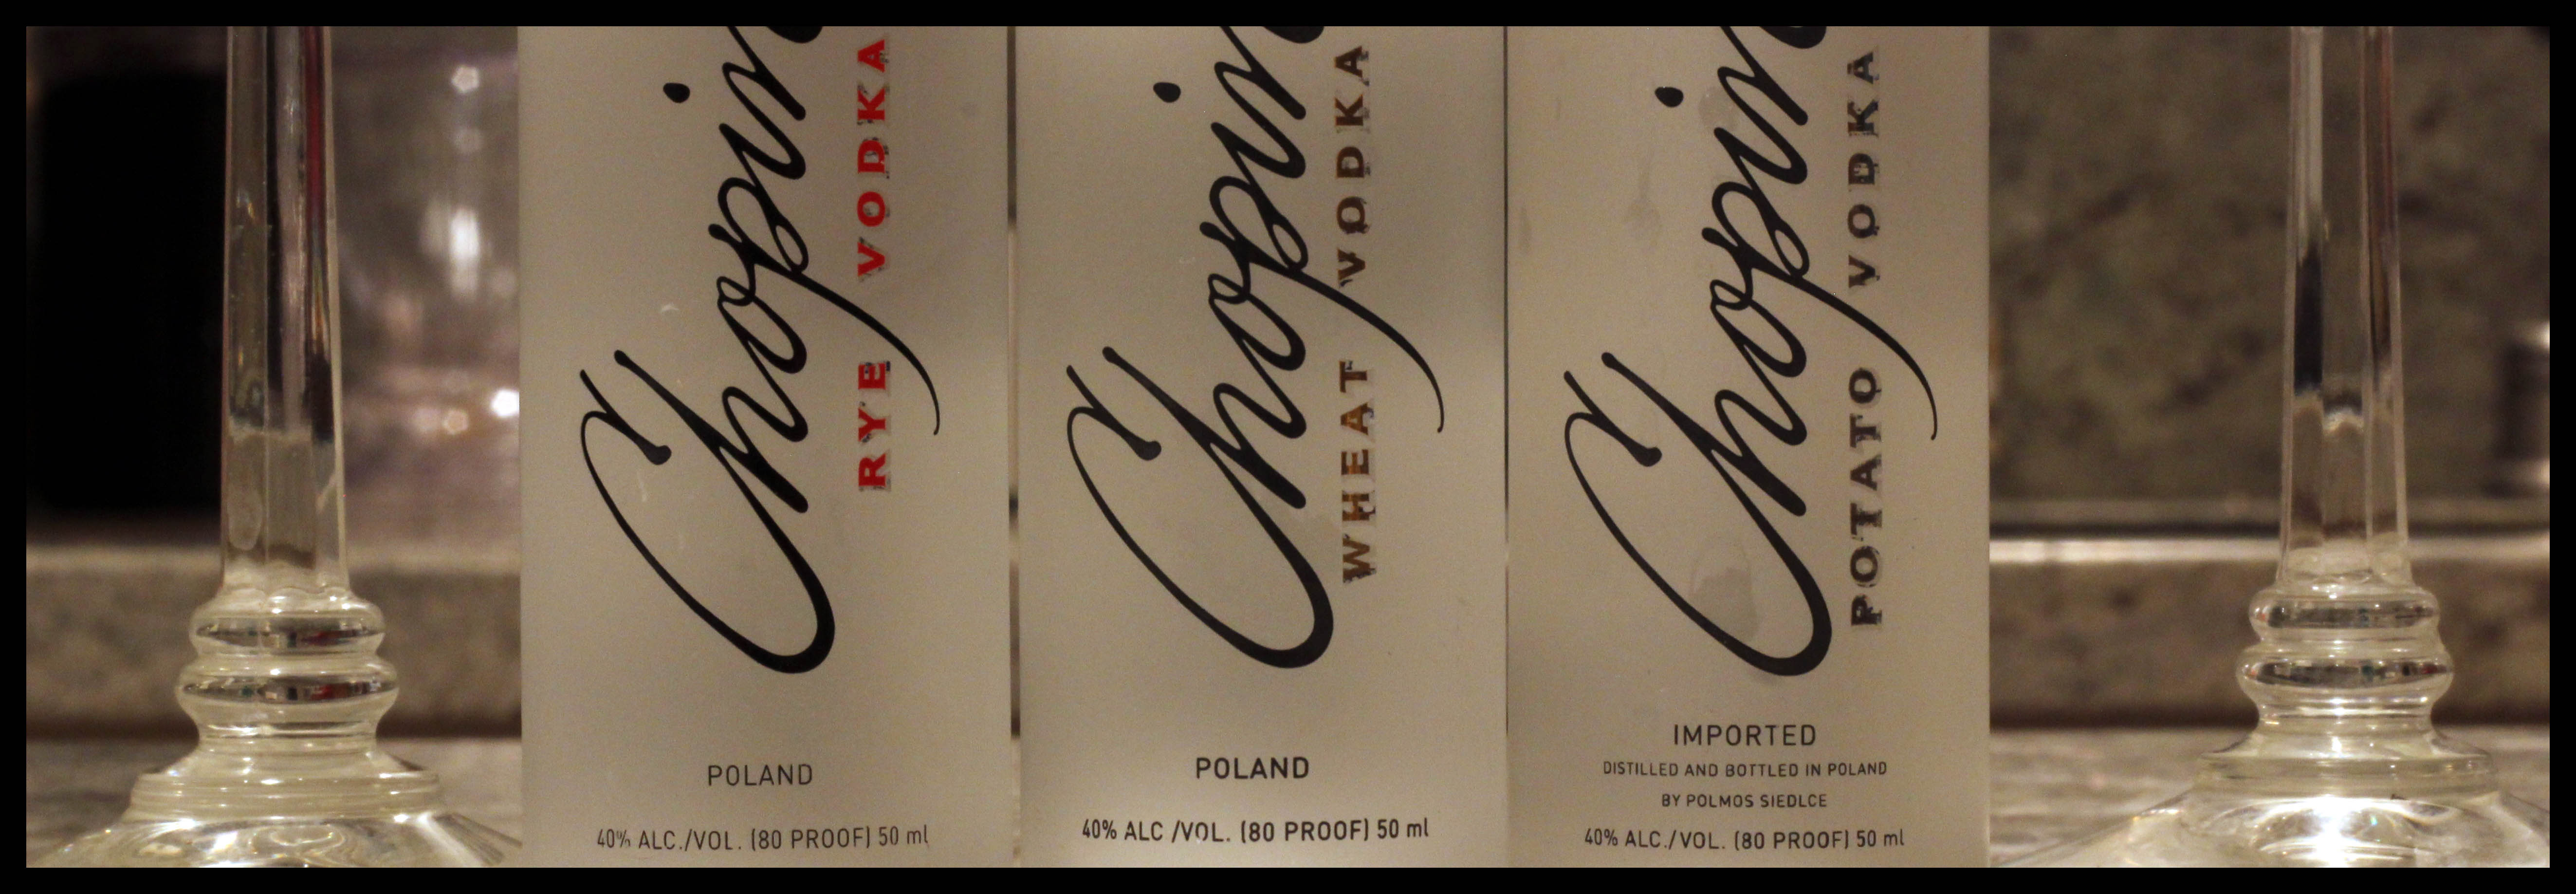 Chopin
RYE VODKA
POLAND
40% ALC./VOL. (80 PROOF) 50 ml
Chopin
WHEAT VODKA
POLAND
40% ALC /VOL. (80 PROOF) 50 ml
Chopin
POTATO VODKA
IMPORTED
DISTILLED AND BOTTLED IN POLAND
BY POLMOS SIEDLCE
40% ALC./VOL. (80 PROOF) 50 ml